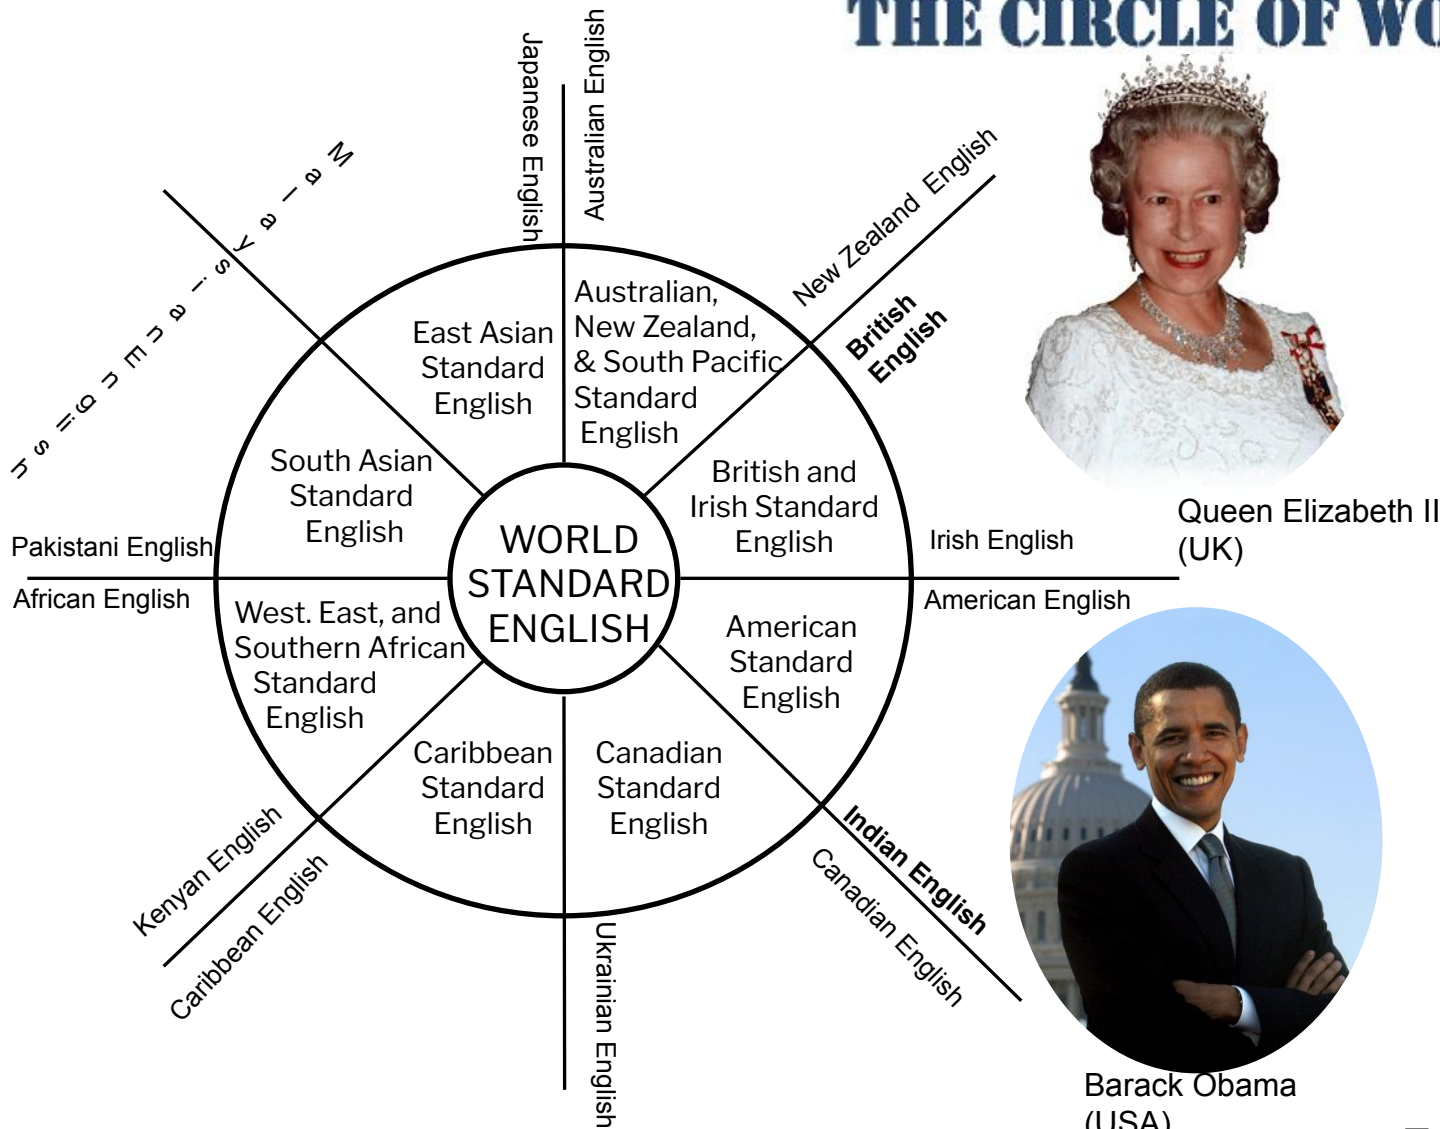 THE CIRCLE OF WO
Japanese English
Australian English
Malaysian English
New Zealand English
British
English
East Asian
Standard
English
Australian,
New Zealand,
& South Pacific
Standard
English
South Asian
Standard
English
British and
Irish Standard
English
Queen Elizabeth II
(UK)
Pakistani English
WORLD
STANDARD
ENGLISH
Irish English
African English
American English
West. East, and
Southern African
Standard
English
American
Standard
English
Caribbean
Standard
English
Canadian
Standard
English
Kenyan English
Caribbean English
Ukrainian English
Indian English
Canadian English
Barack Obama
(USA)